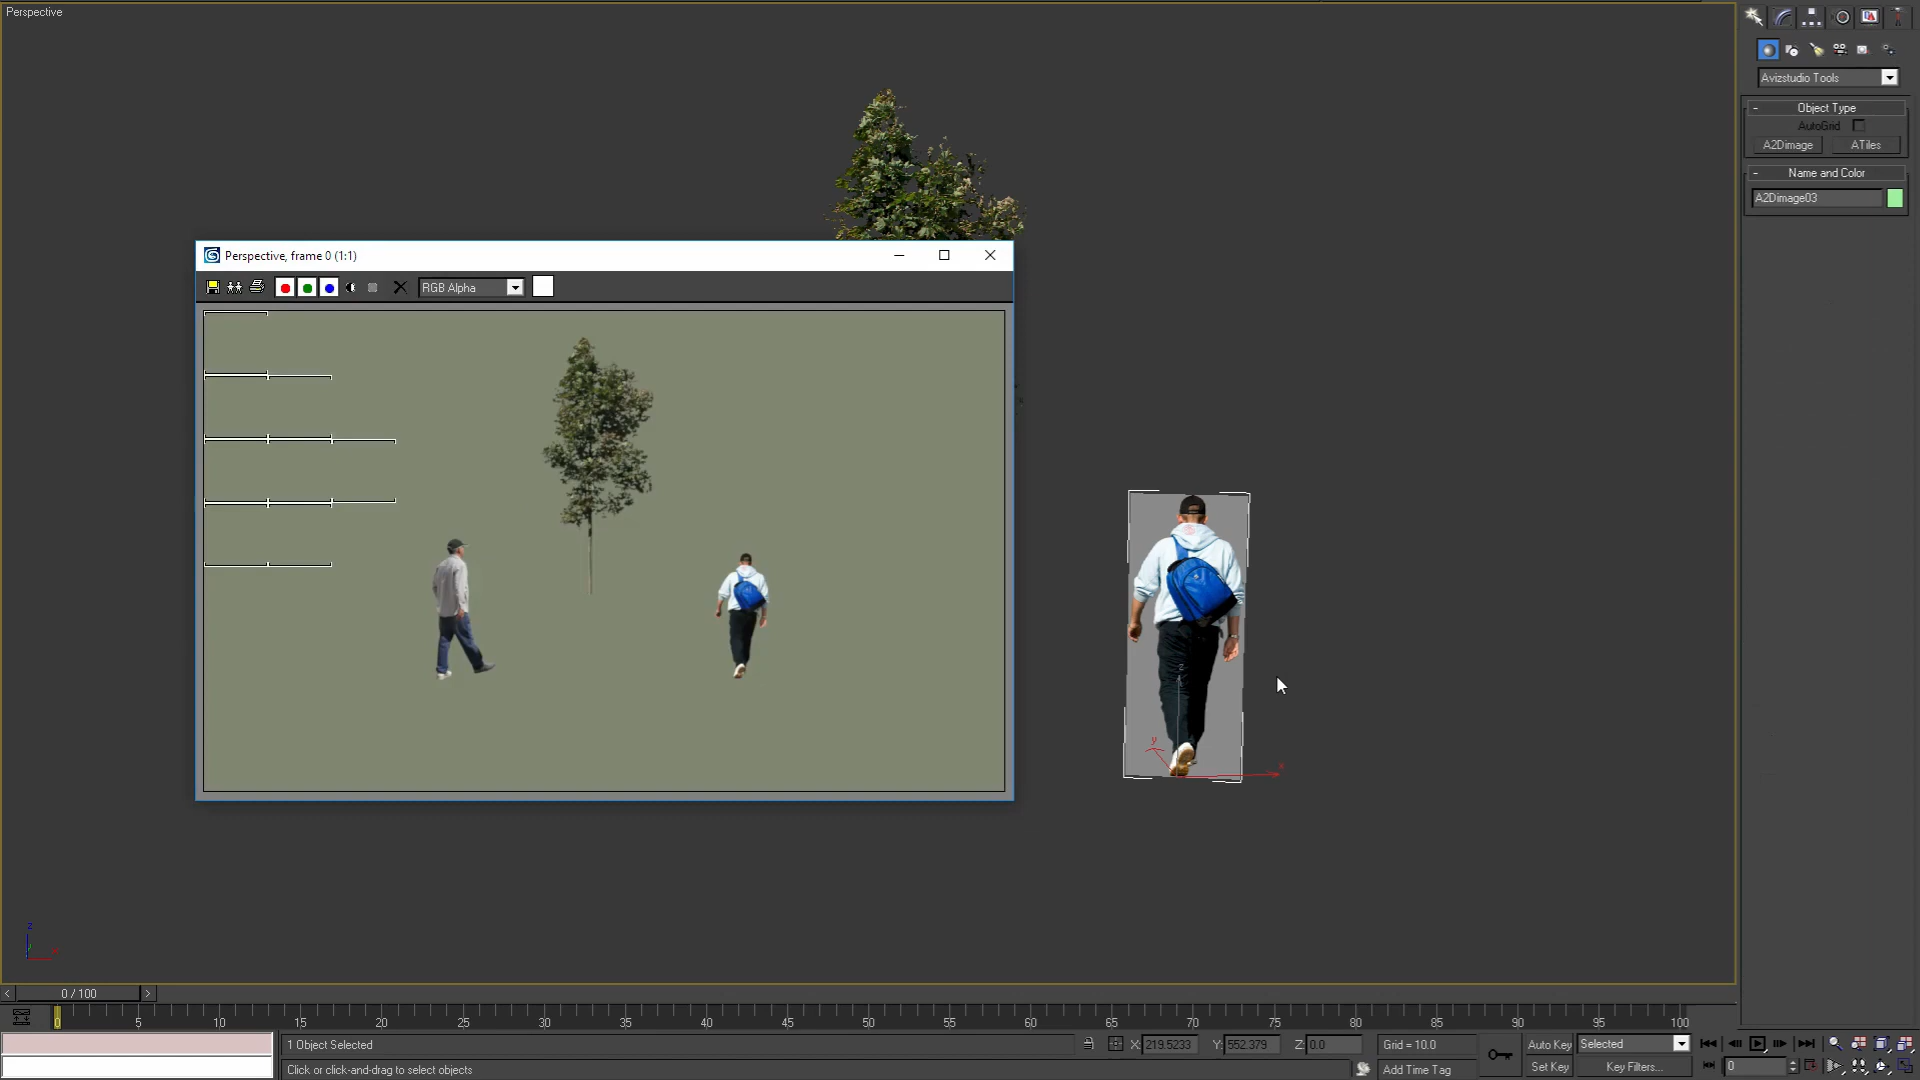 Perspective
Avizstudio Tools
- Object Type
AutoGrid
A2Dimage ATiles
- Name and Color
A2Dimage03
Perspective, frame 0 (1:1)
RGB Alpha
y
z
x
z
0 / 100
0 5 10 15 20 25 30 35 40 45 50 55 60 65 70 75 80 85 90 95 100
1 Object Selected X: 219.5233 Y: 552.379 Z: 0.0 Grid = 10.0 Auto Key Selected
Click or click-and-drag to select objects Add Time Tag Set Key Key Filters... 0